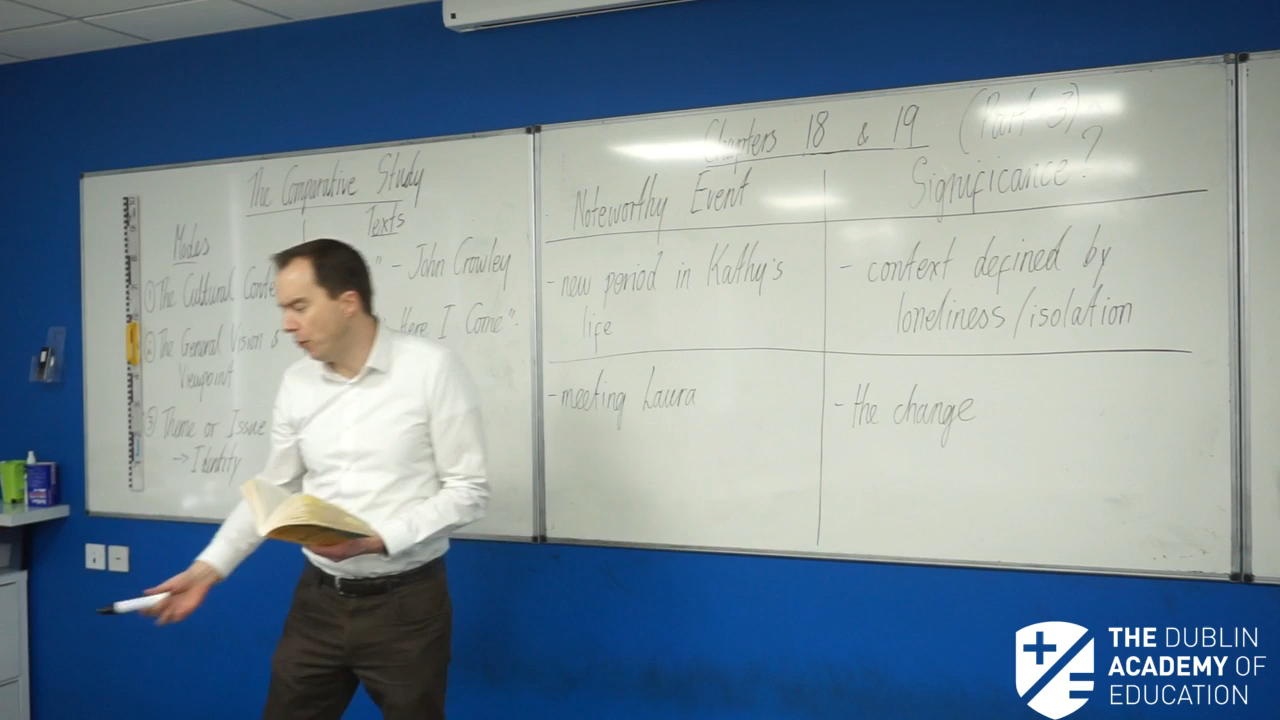 The Comparative Study
Modes
Texts
① The Cultural Conte
" - John Crowley
② The General Vision &
Viewpoint
Here I Come".
③ Theme or Issue
→ Identity
Chapters 18 & 19 (Part 3)
Noteworthy Event
Significance?
- new period in Kathy's
life
- context defined by
loneliness/isolation
- meeting Laura
- the change
THE DUBLIN
ACADEMY OF
EDUCATION